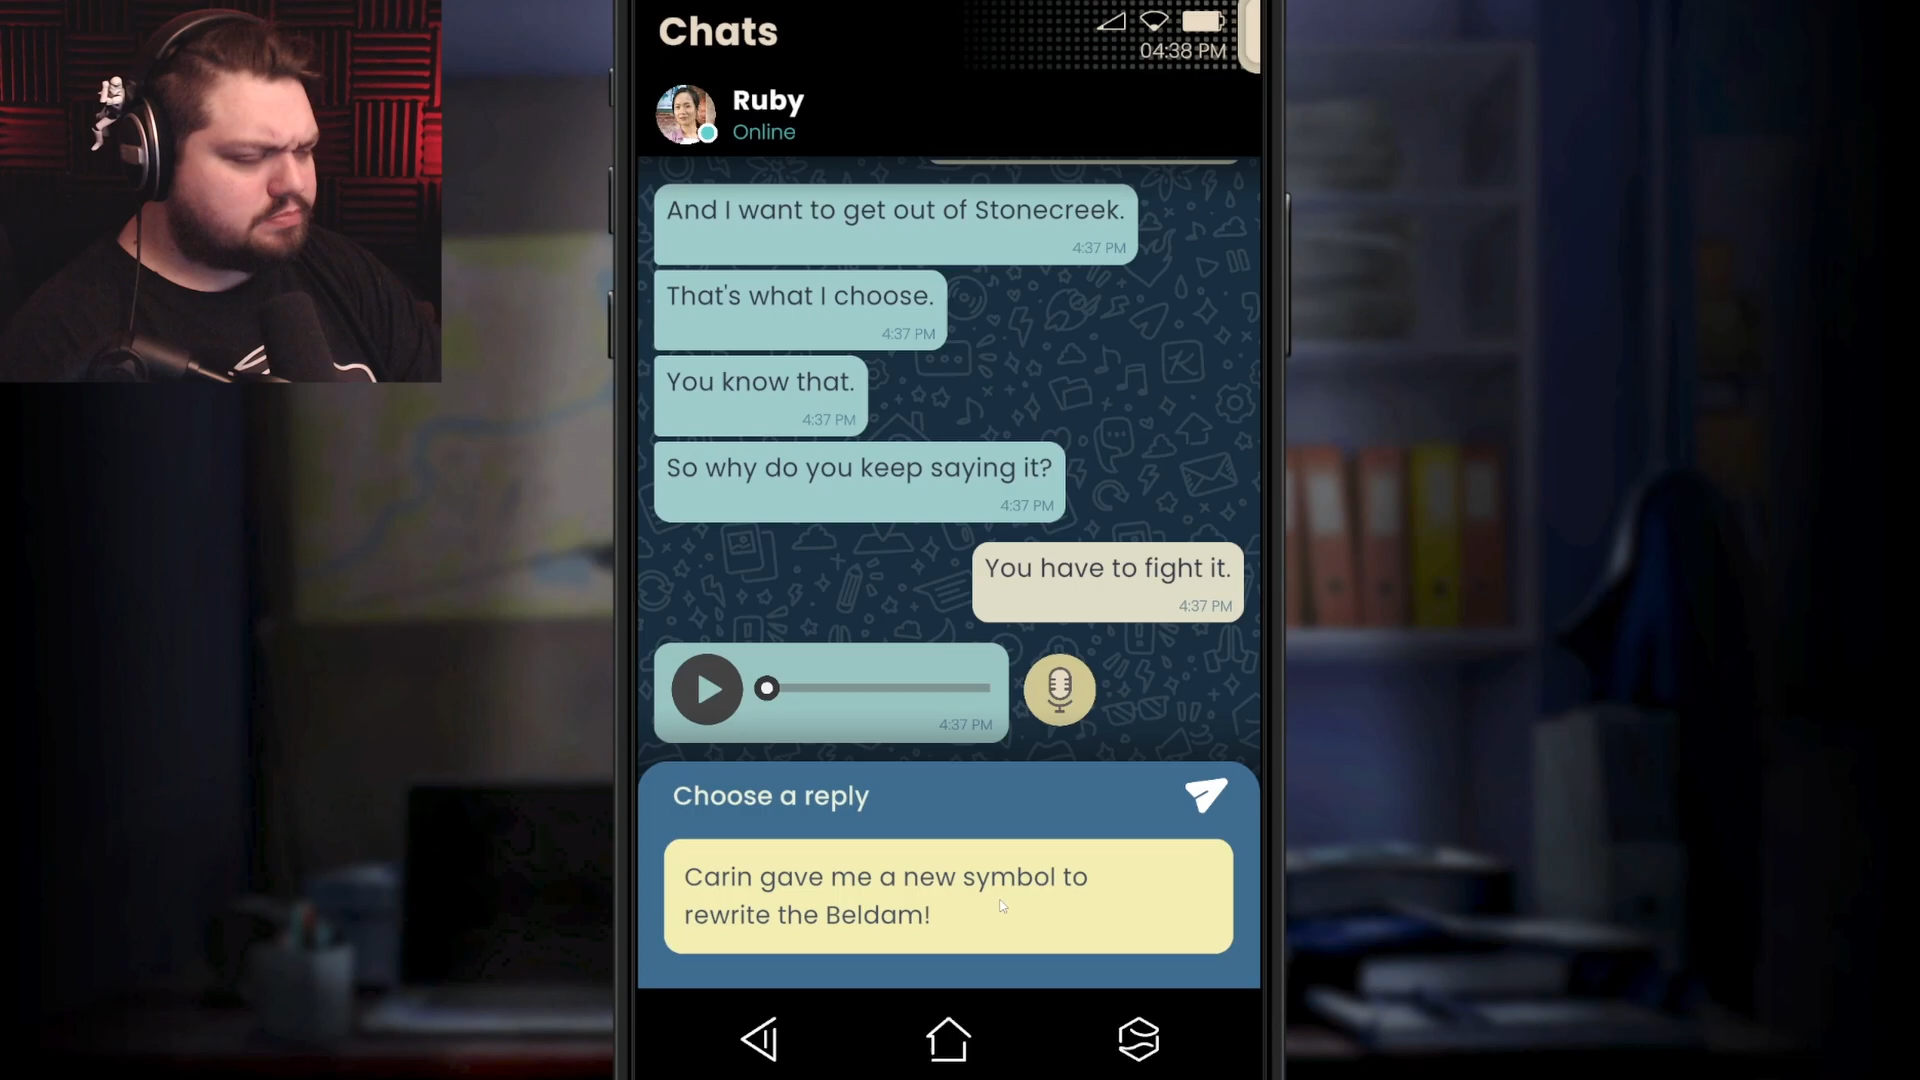 Chats
04:38 PM
Ruby
Online
And I want to get out of Stonecreek.
4:37 PM
That's what I choose.
4:37 PM
You know that.
4:37 PM
So why do you keep saying it?
4:37 PM
You have to fight it.
4:37 PM
4:37 PM
Choose a reply
Carin gave me a new symbol to
rewrite the Beldam!